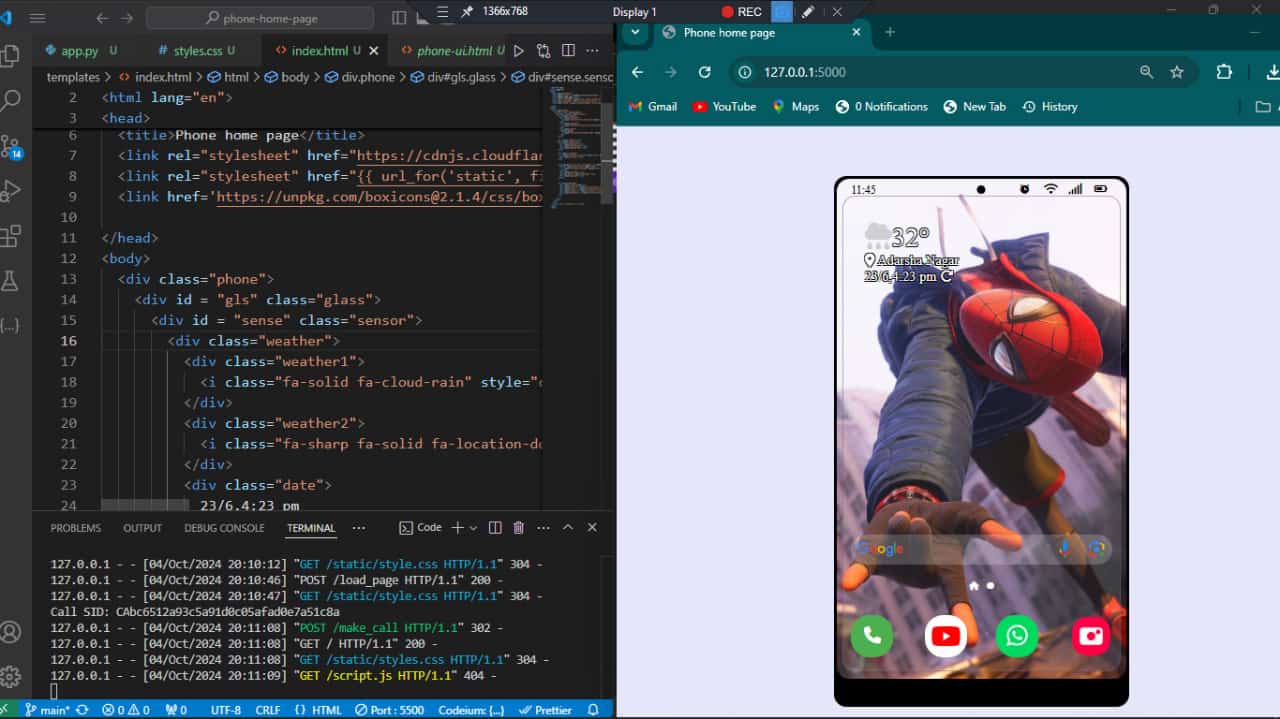 phone-home-page
1366x768
Display 1
REC
app.py U
styles.css U
index.html U
phone-ui.html U
templates > index.html > html > body > div.phone > div#gls.glass > div#sense.sensc
2 <html lang="en">
3 <head>
6 <title>Phone home page</title>
7 <link rel="stylesheet" href="https://cdnjs.cloudflar
8 <link rel="stylesheet" href="{{ url_for('static', fi
9 <link href='https://unpkg.com/boxicons@2.1.4/css/box
10
11 </head>
12 <body>
13 <div class="phone">
14 <div id = "gls" class="glass">
15 <div id = "sense" class="sensor">
16 <div class="weather">
17 <div class="weather1">
18 <i class="fa-solid fa-cloud-rain" style="c
19 </div>
20 <div class="weather2">
21 <i class="fa-sharp fa-solid fa-location-do
22 </div>
23 <div class="date">
24 23/6,4:23 pm
PROBLEMS OUTPUT DEBUG CONSOLE TERMINAL ... Code
127.0.0.1 - - [04/Oct/2024 20:10:12] "GET /static/style.css HTTP/1.1" 304 -
127.0.0.1 - - [04/Oct/2024 20:10:46] "POST /load_page HTTP/1.1" 200 -
127.0.0.1 - - [04/Oct/2024 20:10:47] "GET /static/style.css HTTP/1.1" 304 -
Call SID: CAbc6512a93c5a91d0c05afad0e7a51c8a
127.0.0.1 - - [04/Oct/2024 20:11:08] "POST /make_call HTTP/1.1" 302 -
127.0.0.1 - - [04/Oct/2024 20:11:08] "GET / HTTP/1.1" 200 -
127.0.0.1 - - [04/Oct/2024 20:11:08] "GET /static/styles.css HTTP/1.1" 304 -
127.0.0.1 - - [04/Oct/2024 20:11:09] "GET /script.js HTTP/1.1" 404 -
14
main* 0 0 0 UTF-8 CRLF {} HTML Port : 5500 Codeium: {...} Prettier
Phone home page
127.0.0.1:5000
Gmail YouTube Maps 0 Notifications New Tab History
11:45
32°
Adarsha Nagar
23/6,4:23 pm
Google